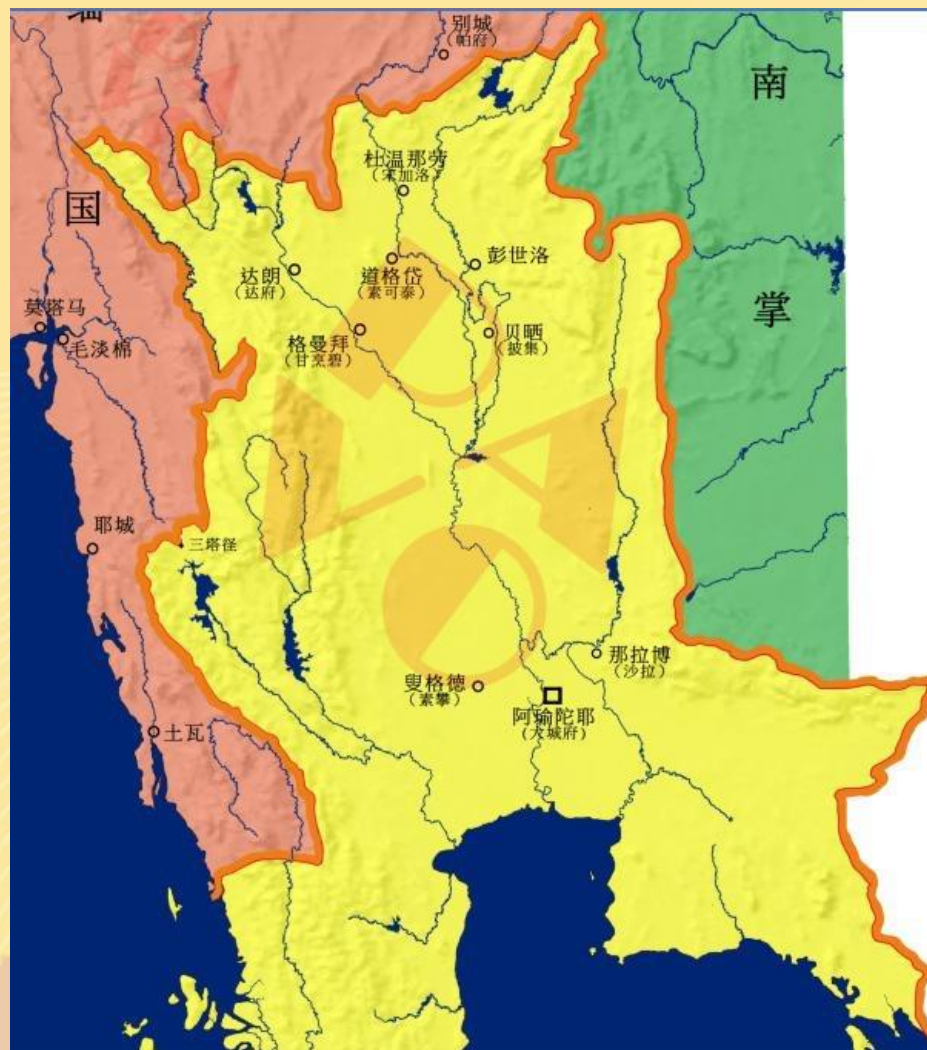 缅
别城
(帕府)
南
杜温那劳
(宋加洛)
国
达朗
(达府)
道格岱
(素可泰)
彭世洛
掌
莫塔马
毛淡棉
格曼拜
(甘烹碧)
贝晒
(披集)
耶城
三塔径
那拉博
(沙拉)
叟格德
(素攀)
阿瑜陀耶
(大城府)
土瓦